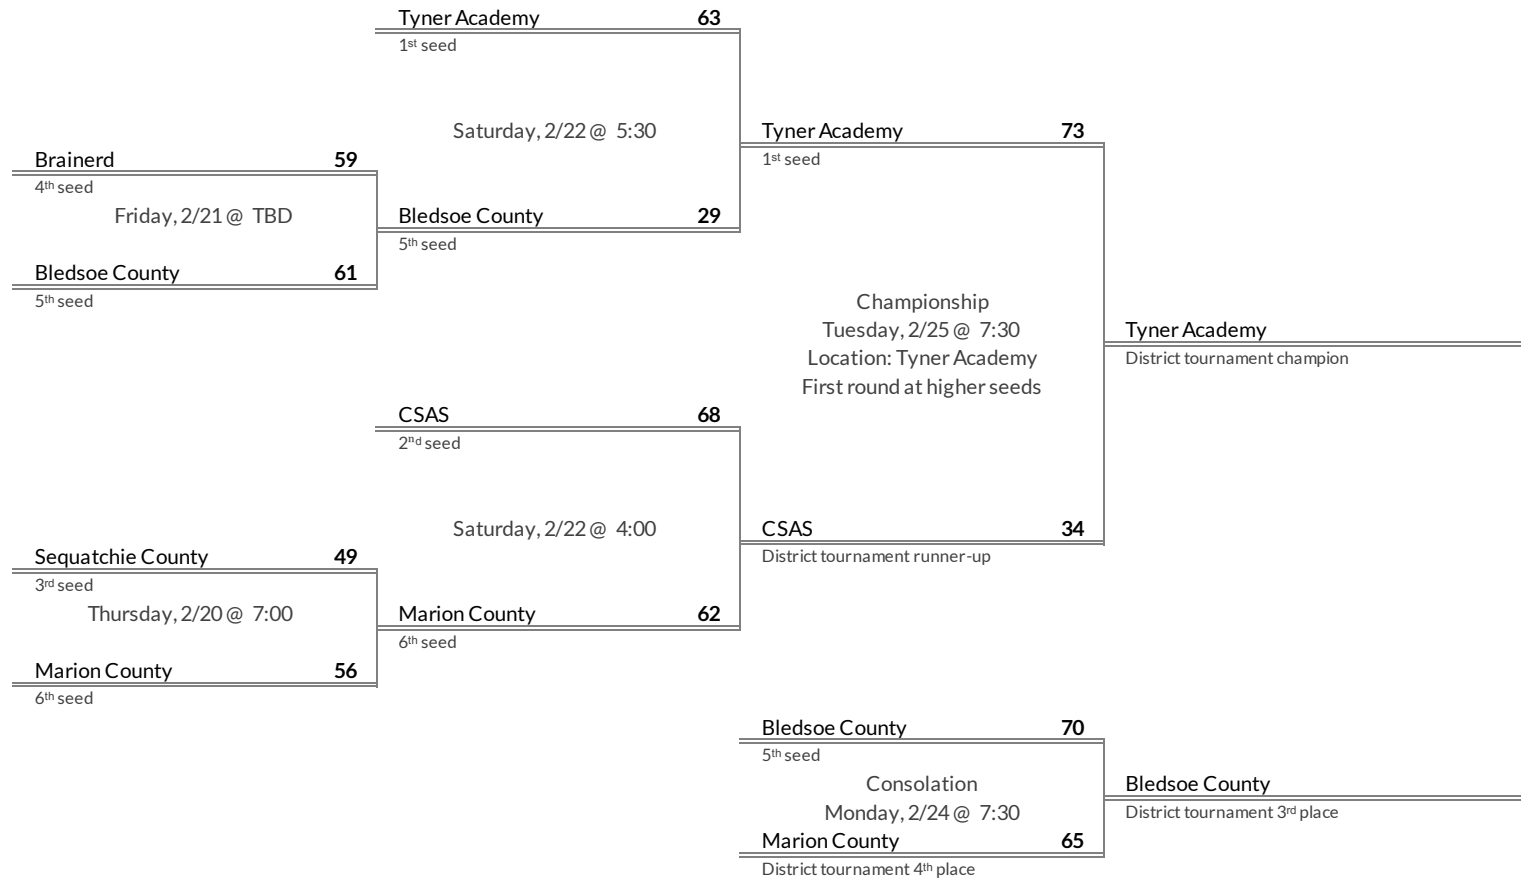 Tyner Academy 63
1st seed
Saturday, 2/22 @ 5:30
Brainerd 59
4th seed
Friday, 2/21 @ TBD
Bledsoe County 61
5th seed
Bledsoe County 29
5th seed
Tyner Academy 73
1st seed
Championship
Tuesday, 2/25 @ 7:30
Location: Tyner Academy
First round at higher seeds
Tyner Academy
District tournament champion
CSAS 68
2nd seed
Saturday, 2/22 @ 4:00
Sequatchie County 49
3rd seed
Thursday, 2/20 @ 7:00
Marion County 56
6th seed
Marion County 62
6th seed
CSAS 34
District tournament runner-up
Bledsoe County 70
5th seed
Consolation
Monday, 2/24 @ 7:30
Marion County 65
District tournament 4th place
Bledsoe County
District tournament 3rd place